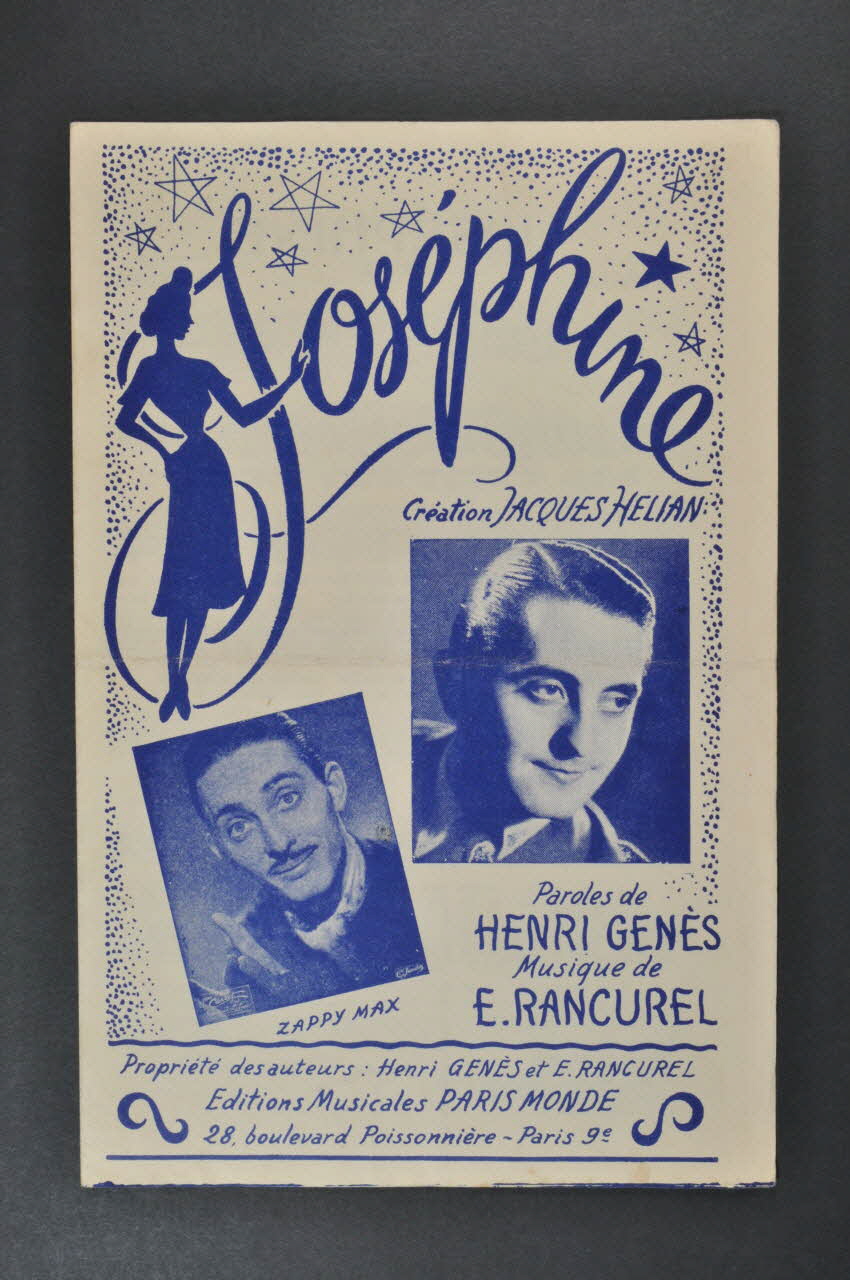 Joséphine
Création JACQUES HELIAN
Paroles de
HENRI GENÈS
Musique de
E. RANCUREL
ZAPPY MAX
Propriété des auteurs : Henri GENÈS et E. RANCUREL
Editions Musicales PARIS MONDE
28, boulevard Poissonnière ~ Paris 9e